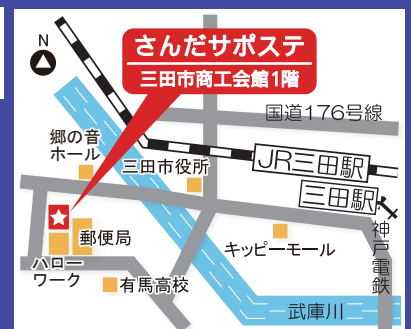 N
さんだサポステ
三田市商工会館1階
国道176号線
郷の音
ホール
三田市役所
JR三田駅
三田駅
神戸電鉄
郵便局
キッピーモール
ハロー
ワーク
有馬高校
武庫川